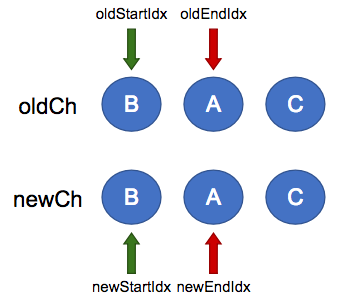 oldStartIdx oldEndIdx
oldCh B A C
newCh B A C
newStartIdx newEndIdx